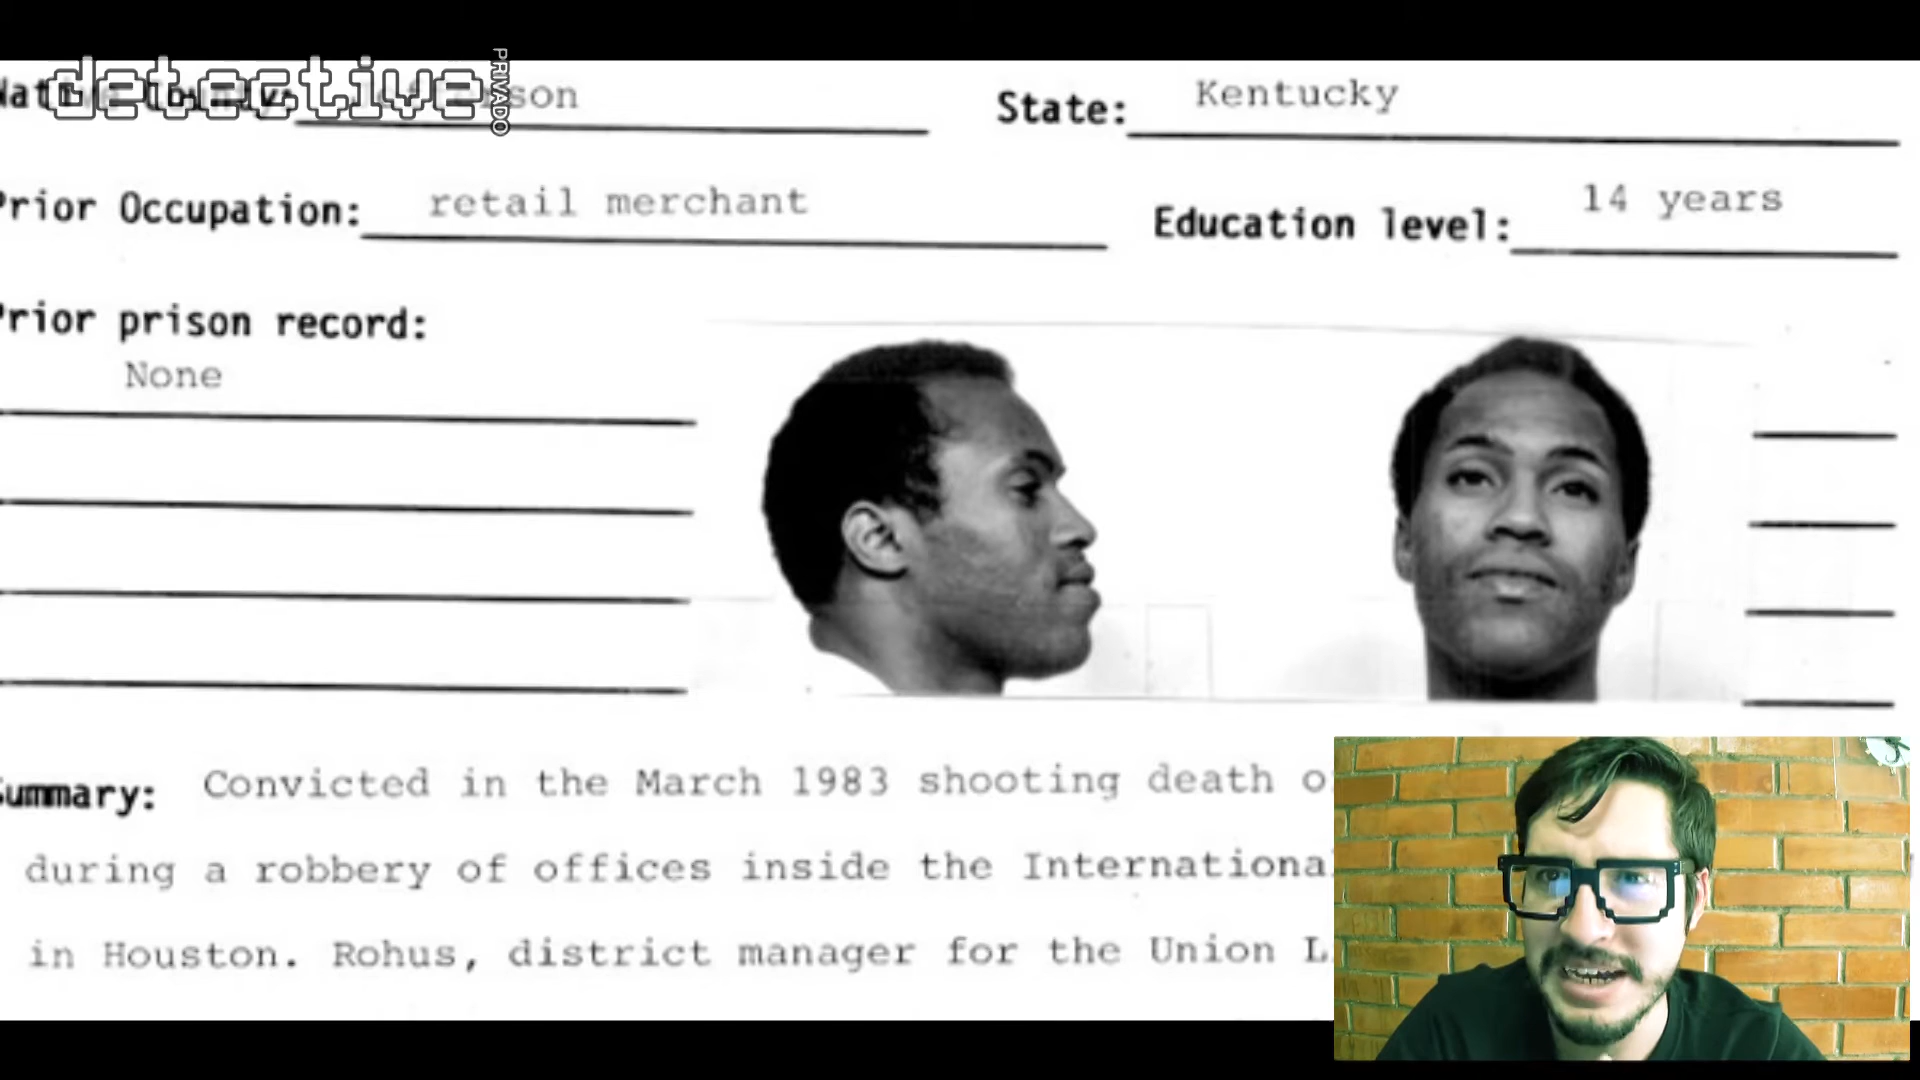 detective PRIVADO
State: Kentucky
Prior Occupation: retail merchant Education level: 14 years
Prior prison record:
None
Summary: Convicted in the March 1983 shooting death o
during a robbery of offices inside the Internationa
in Houston. Rohus, district manager for the Union L